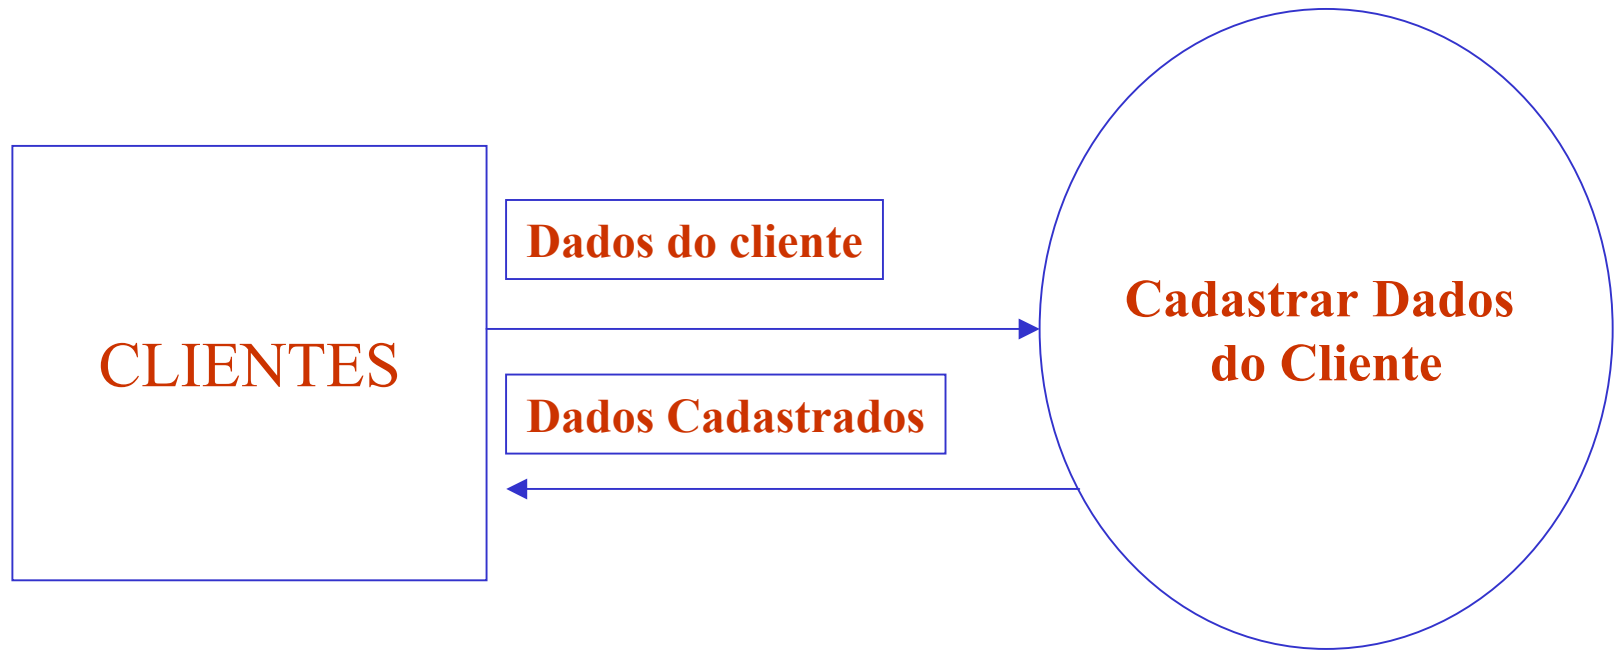 CLIENTES
Dados do cliente
Dados Cadastrados
Cadastrar Dados
do Cliente